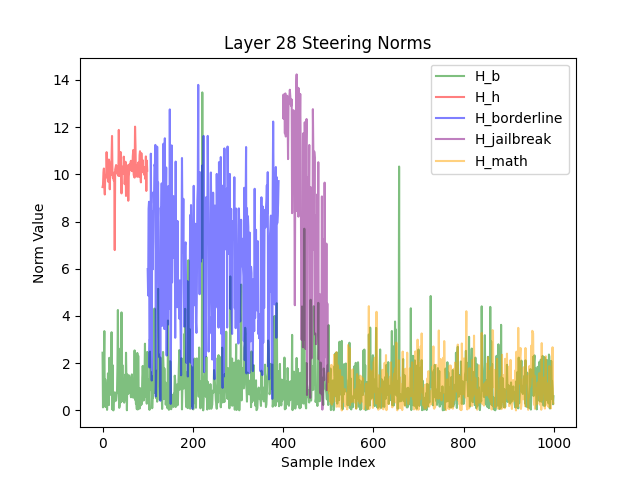 Layer 28 Steering Norms
H_b
H_h
H_borderline
H_jailbreak
H_math
Norm Value
14
12
10
8
6
4
2
0
0
200
400
600
800
1000
Sample Index